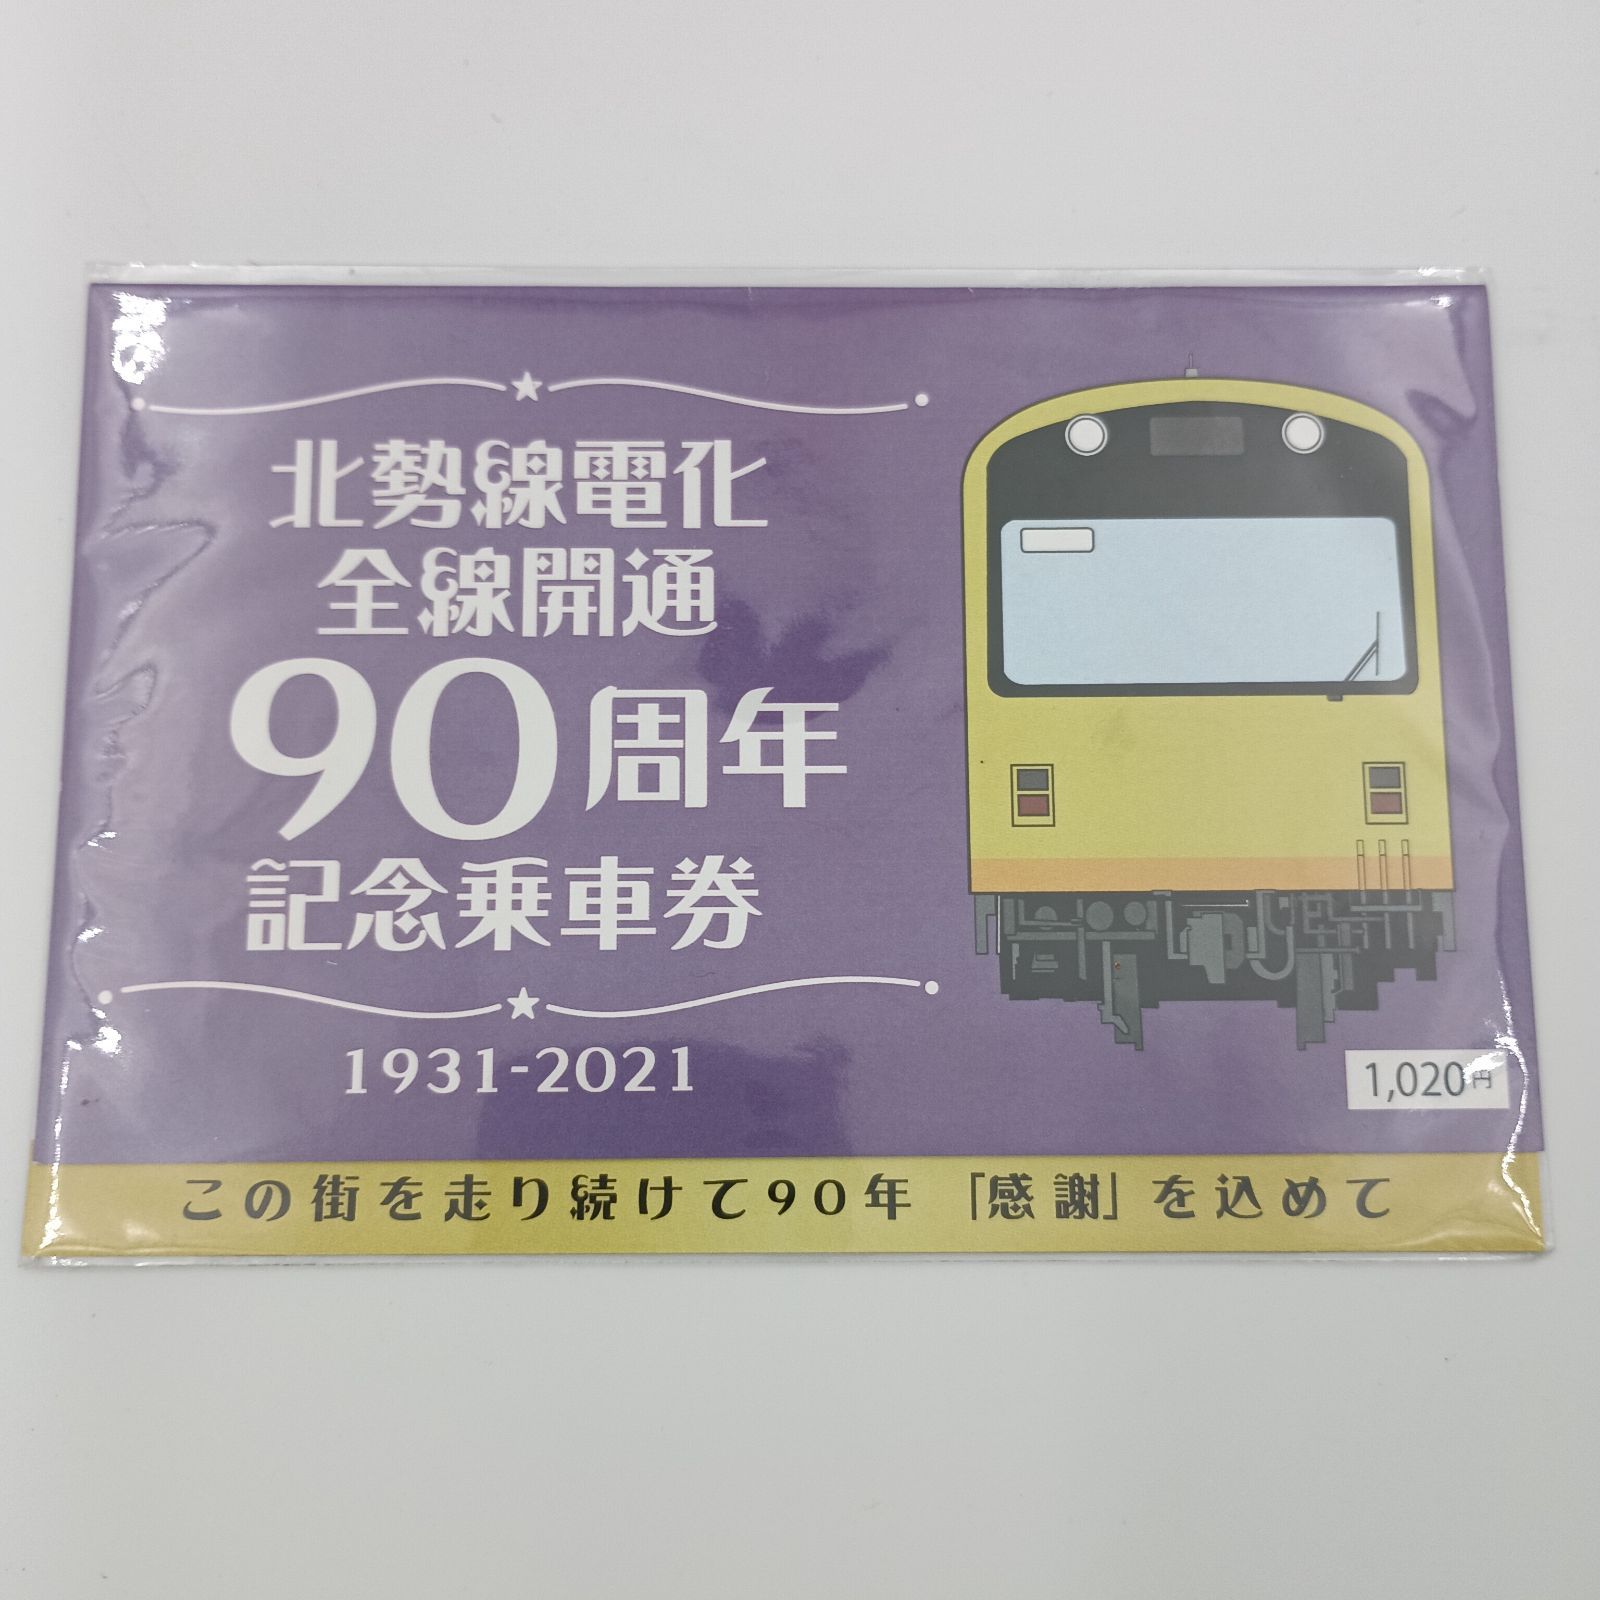 北勢線電化
全線開通
90周年
記念乗車券
1931-2021
1,020円
この街を走り続けて90年「感謝」を込めて